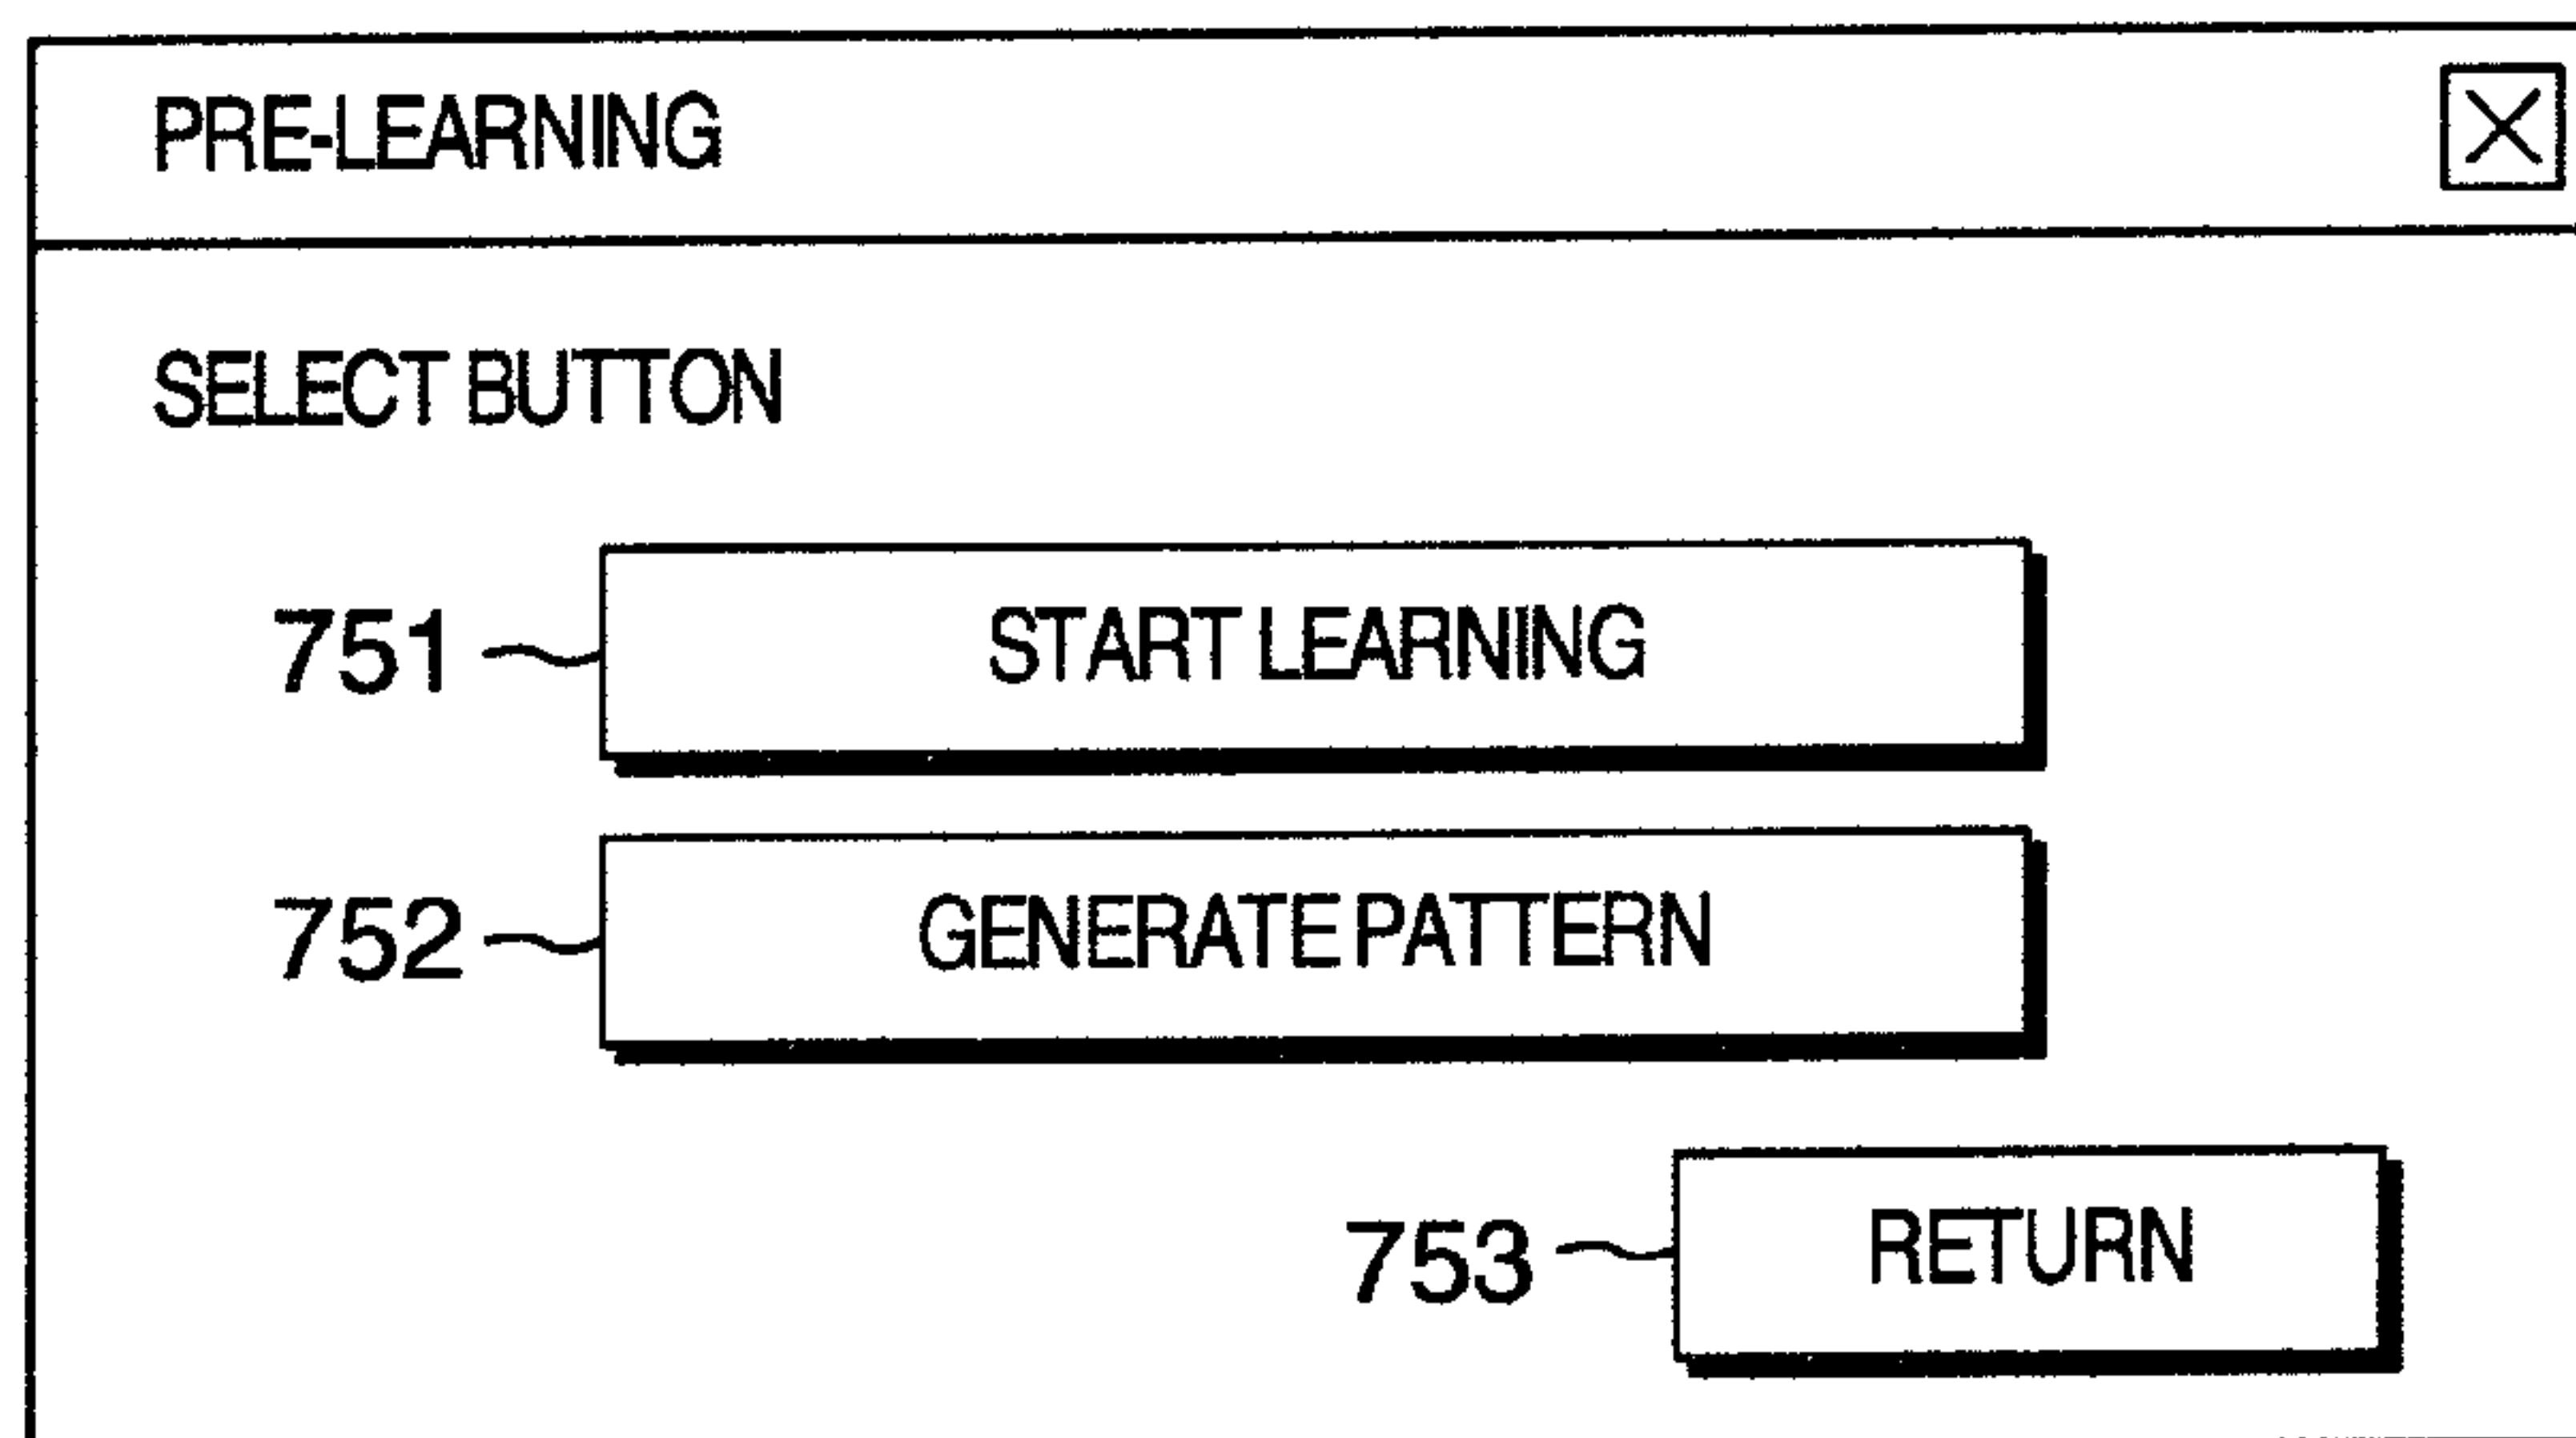 PRE-LEARNING
SELECT BUTTON
751 START LEARNING
752 GENERATE PATTERN
753 RETURN